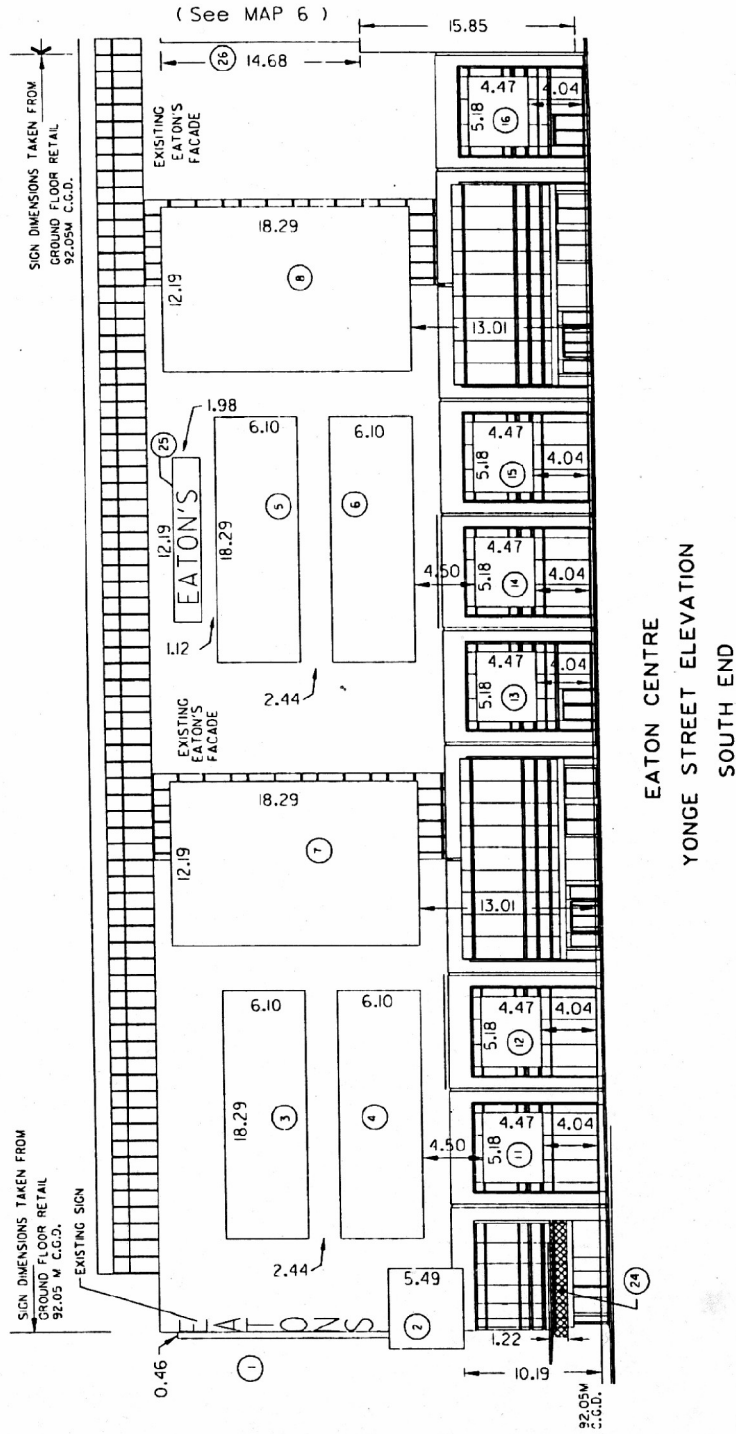 ( See MAP 6 )
SIGN DIMENSIONS TAKEN FROM
GROUND FLOOR RETAIL
92.05M C.G.D.
26
14.68
15.85
EXISITING
EATON'S
FACADE
4.47
4.04
5.18
16
18.29
12.19
8
13.01
1.98
25
12.19
EATON'S
1.12
6.10
18.29
5
6.10
6
2.44
4.50
4.47
4.04
5.18
15
4.47
4.04
5.18
14
4.47
4.04
5.18
13
EXISTING
EATON'S
FACADE
18.29
12.19
7
13.01
6.10
18.29
3
6.10
4
2.44
4.50
4.47
4.04
5.18
12
4.47
4.04
5.18
11
SIGN DIMENSIONS TAKEN FROM
GROUND FLOOR RETAIL
92.05 M C.G.D.
EXISTING SIGN
EATONS
0.46
1
5.49
2
1.22
24
10.19
92.05M
C.G.D.
EATON CENTRE
YONGE STREET ELEVATION
SOUTH END